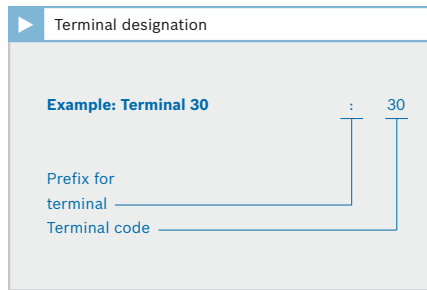 Terminal designation
Example: Terminal 30 : 30
Prefix for
terminal
Terminal code